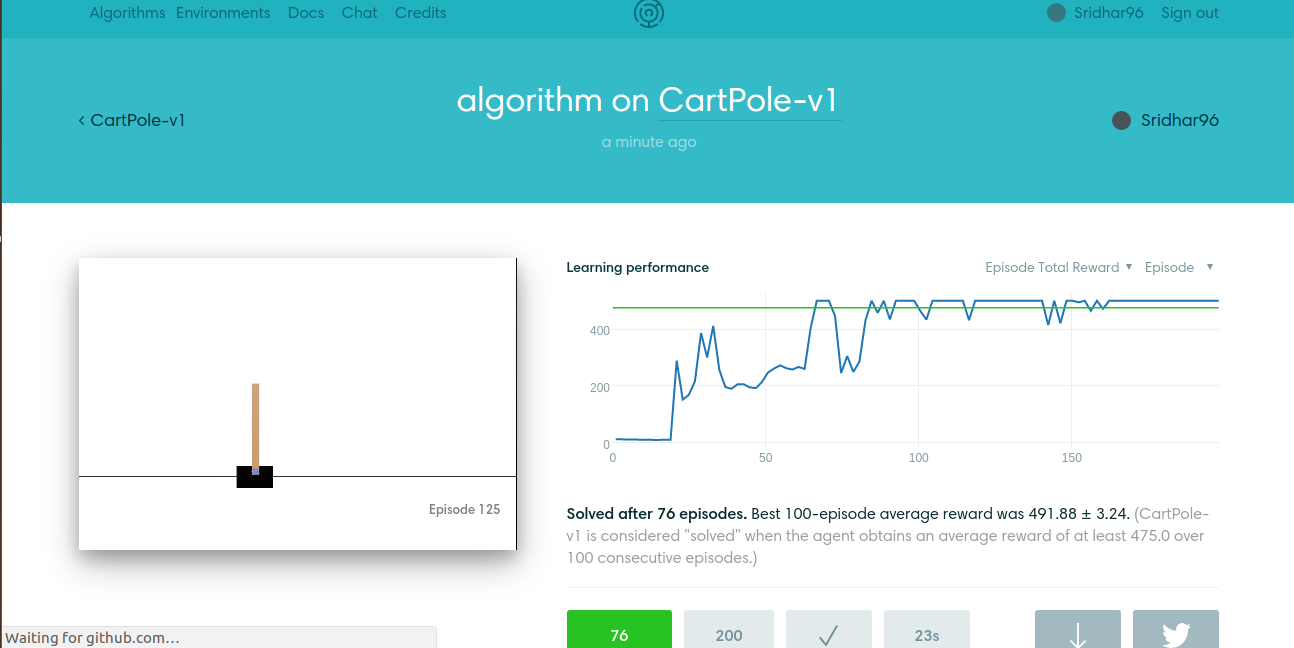 Algorithms Environments Docs Chat Credits Sridhar96 Sign out
algorithm on CartPole-v1
‹ CartPole-v1
Sridhar96
a minute ago
Learning performance Episode Total Reward ▼ Episode ▼
400
200
0
0 50 100 150
Episode 125
Solved after 76 episodes. Best 100-episode average reward was 491.88 ± 3.24. (CartPole-
v1 is considered "solved" when the agent obtains an average reward of at least 475.0 over
100 consecutive episodes.)
76 200 23s
Waiting for github.com...